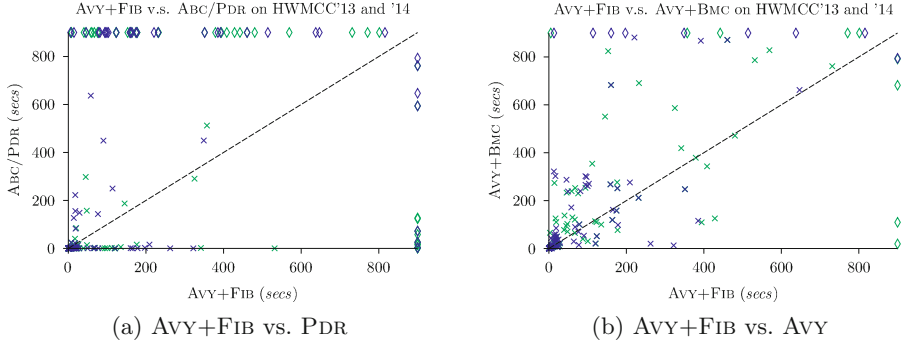 AVY+FIB v.s. ABC/PDR on HWMCC'13 and '14
800
600
400
200
0
ABC/PDR (secs)
0 200 400 600 800
AVY+FIB (secs)
(a) AVY+FIB vs. PDR
AVY+FIB v.s. AVY+BMC on HWMCC'13 and '14
800
600
400
200
0
AVY+BMC (secs)
0 200 400 600 800
AVY+FIB (secs)
(b) AVY+FIB vs. AVY